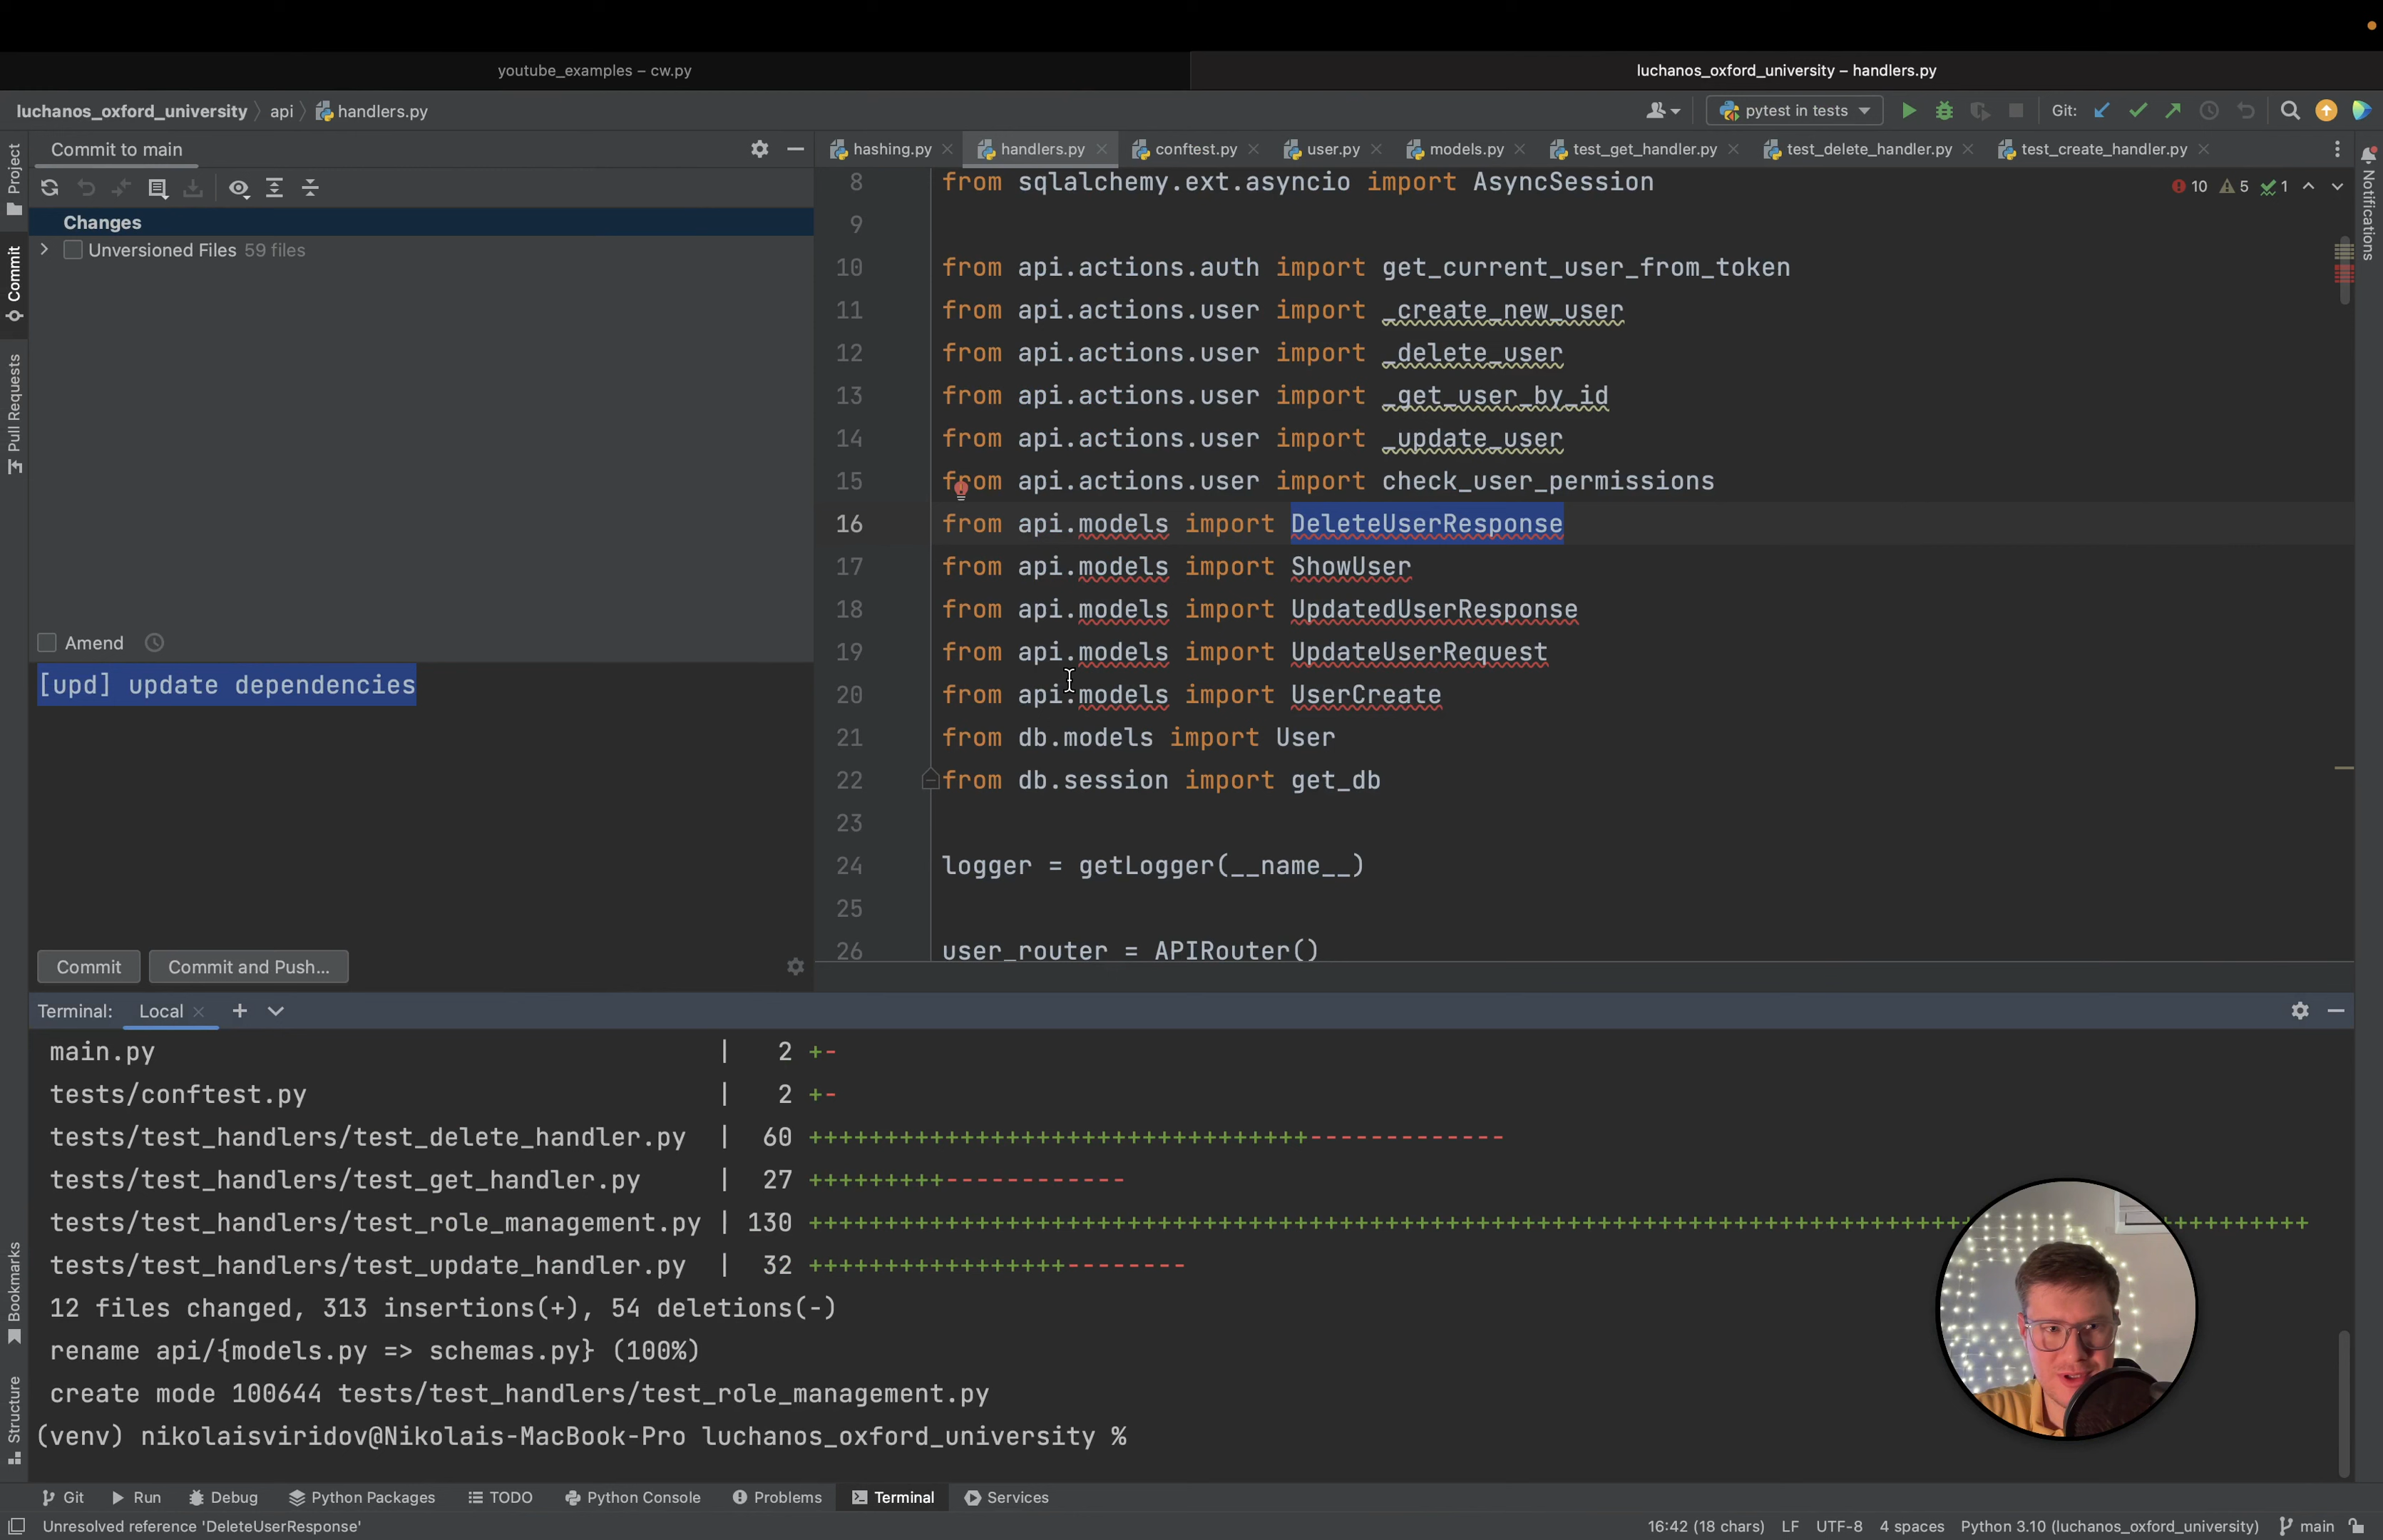 youtube_examples – cw.py
luchanos_oxford_university – handlers.py
luchanos_oxford_university api handlers.py
pytest in tests
Git:
Project
Commit
Pull Requests
Bookmarks
Structure
Commit to main
Changes
Unversioned Files 59 files
Amend
[upd] update dependencies
Commit
Commit and Push...
hashing.py
handlers.py
conftest.py
user.py
models.py
test_get_handler.py
test_delete_handler.py
test_create_handler.py
10 5 1
Notifications
8 from sqlalchemy.ext.asyncio import AsyncSession
9
10 from api.actions.auth import get_current_user_from_token
11 from api.actions.user import _create_new_user
12 from api.actions.user import _delete_user
13 from api.actions.user import _get_user_by_id
14 from api.actions.user import _update_user
15 from api.actions.user import check_user_permissions
16 from api.models import DeleteUserResponse
17 from api.models import ShowUser
18 from api.models import UpdatedUserResponse
19 from api.models import UpdateUserRequest
20 from api.models import UserCreate
21 from db.models import User
22 from db.session import get_db
23
24 logger = getLogger(__name__)
25
26 user_router = APIRouter()
Terminal: Local
main.py | 2 +-
tests/conftest.py | 2 +-
tests/test_handlers/test_delete_handler.py | 60 +++++++++++++++++++++++++++++++++-------------
tests/test_handlers/test_get_handler.py | 27 +++++++++------------
tests/test_handlers/test_role_management.py | 130 ++++++++++++++++++++++++++++++++++++++++++++++++++++++++++++++++++++++++++++
tests/test_handlers/test_update_handler.py | 32 +++++++++++++++++--------
12 files changed, 313 insertions(+), 54 deletions(-)
rename api/{models.py => schemas.py} (100%)
create mode 100644 tests/test_handlers/test_role_management.py
(venv) nikolaisviridov@Nikolais-MacBook-Pro luchanos_oxford_university %
Git Run Debug Python Packages TODO Python Console Problems Terminal Services
Unresolved reference 'DeleteUserResponse'
16:42 (18 chars) LF UTF-8 4 spaces Python 3.10 (luchanos_oxford_university) main